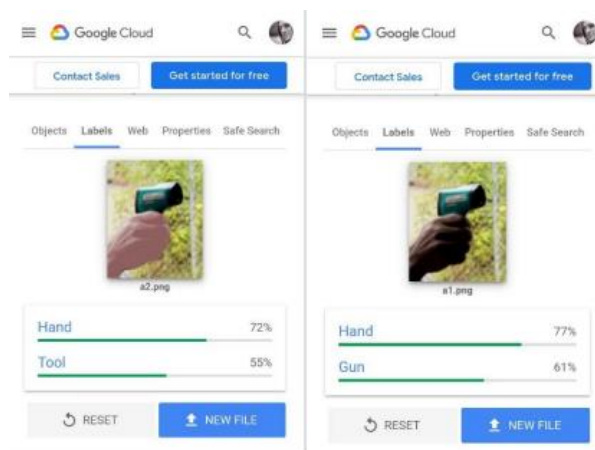 Google Cloud
Contact Sales
Get started for free
Objects Labels Web Properties Safe Search
a2.png
Hand 72%
Tool 55%
RESET
NEW FILE
Google Cloud
Contact Sales
Get started for free
Objects Labels Web Properties Safe Search
a1.png
Hand 77%
Gun 61%
RESET
NEW FILE